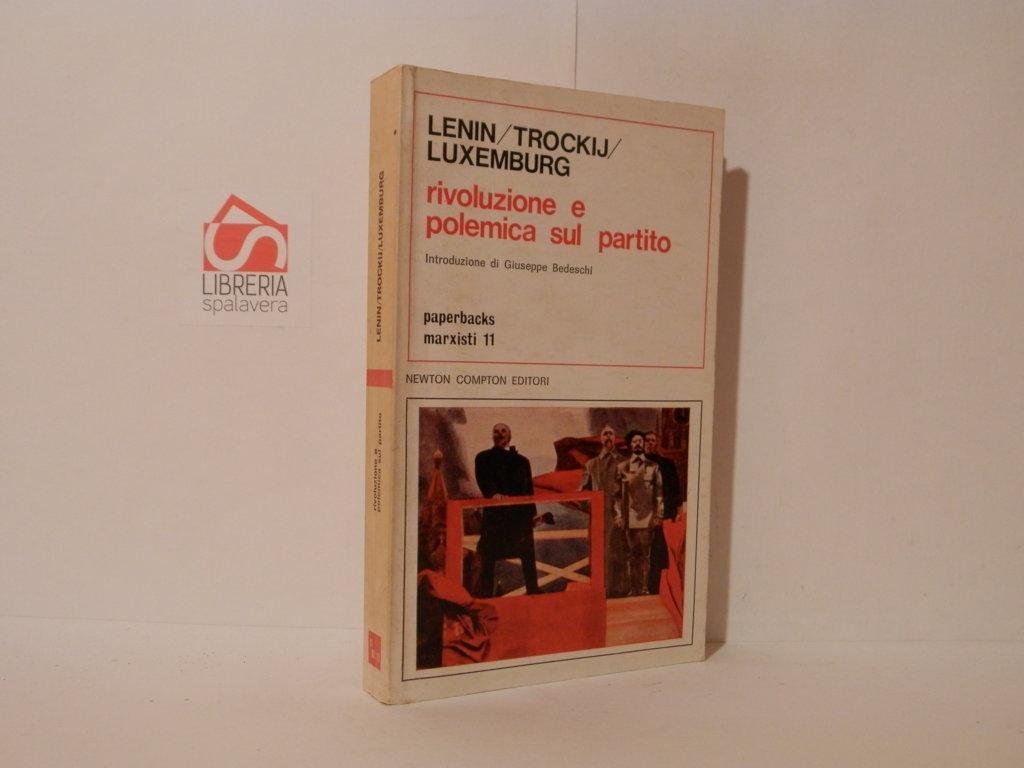 LENIN/TROCKIJ/
LUXEMBURG
rivoluzione e
polemica sul partito
Introduzione di Giuseppe Bedeschi
paperbacks
marxisti 11
NEWTON COMPTON EDITORI
LENIN/TROCKIJ/LUXEMBURG
rivoluzione e
polemica sul partito
LIBRERIA
spalavera